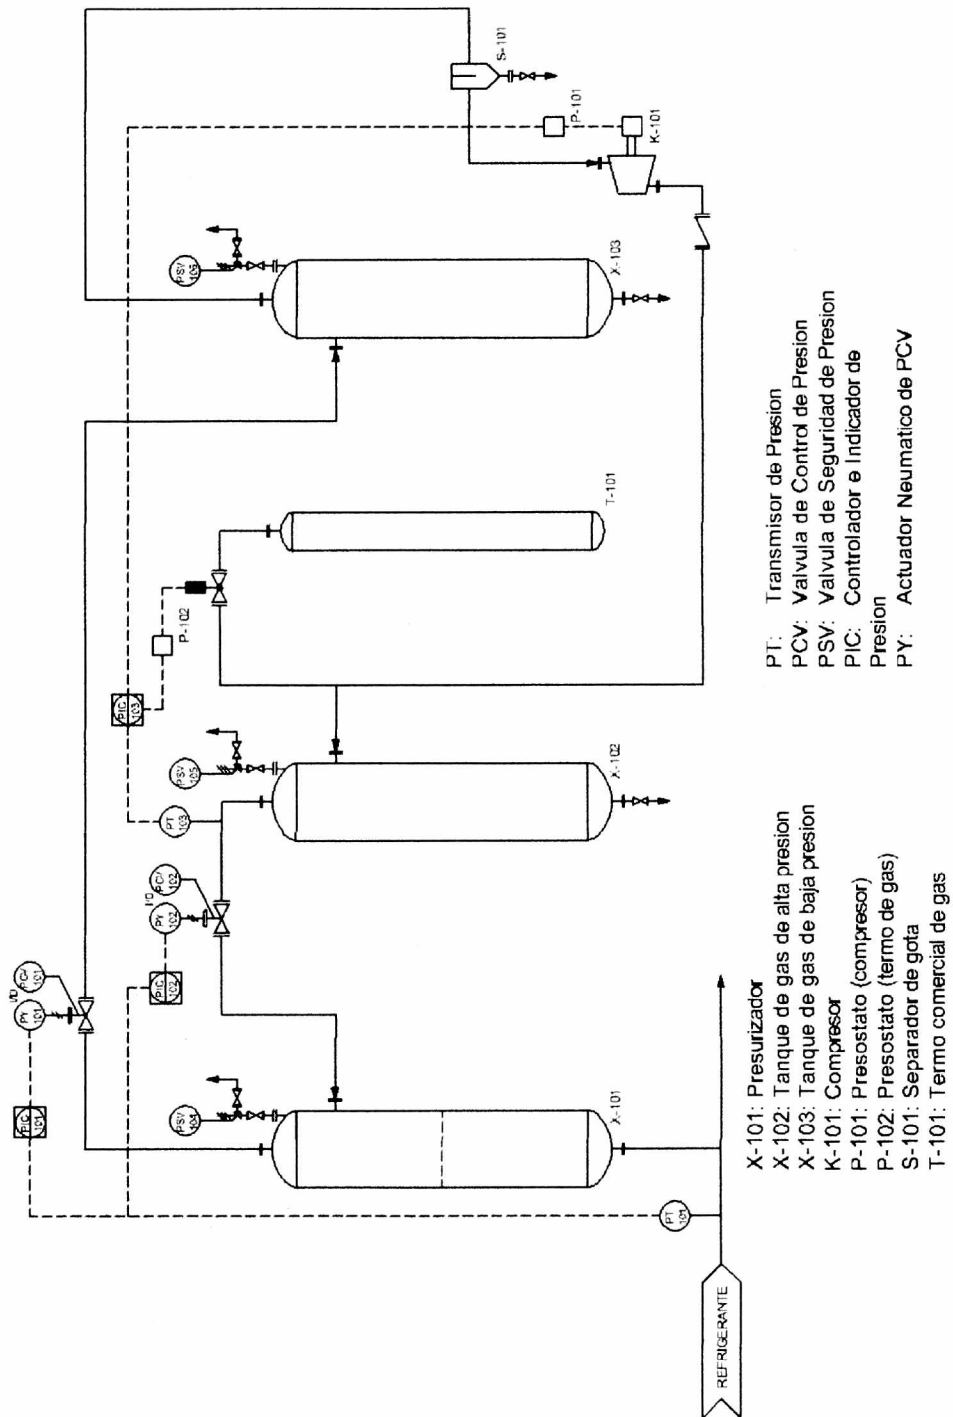 S-101
P-101
K-101
PSV
106
X-103
T-101
P-102
PIC
103
PSV
105
X-102
PT
103
I/D
PCV
102
PY
102
PIC
102
I/D
PCV
101
PY
101
PIC
101
PSV
104
X-101
PT
101
REFRIGERANTE
X-101: Presurizador
X-102: Tanque de gas de alta presion
X-103: Tanque de gas de baja presion
K-101: Compresor
P-101: Presostato (compresor)
P-102: Presostato (termo de gas)
S-101: Separador de gota
T-101: Termo comercial de gas
PT: Transmisor de Presion
PCV: Valvula de Control de Presion
PSV: Valvula de Seguridad de Presion
PIC: Controlador e Indicador de
Presion
PY: Actuador Neumatico de PCV